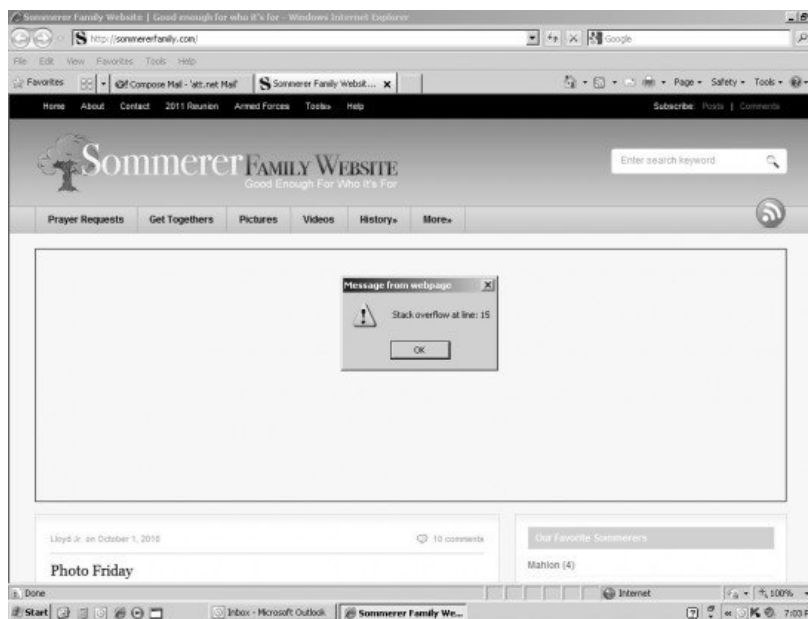 Sommerer Family Website | Good enough for who it's for - Windows Internet Explorer
http://sommererfamily.com/
Google
File Edit View Favorites Tools Help
Favorites Compose Mail - 'att.net Mail' Sommerer Family Websit... Page Safety Tools
Home About Contact 2011 Reunion Armed Forces Tools» Help Subscribe: Posts | Comments
Sommerer FAMILY WEBSITE
Good Enough For Who It's For
Enter search keyword
Prayer Requests Get Togethers Pictures Videos History» More»
Message from webpage
Stack overflow at line: 15
OK
Lloyd Jr. on October 1, 2010 10 comments
Our Favorite Sommerers
Photo Friday
Mahlon (4)
Done Internet 100%
Start Inbox - Microsoft Outlook Sommerer Family We... 7:03 P